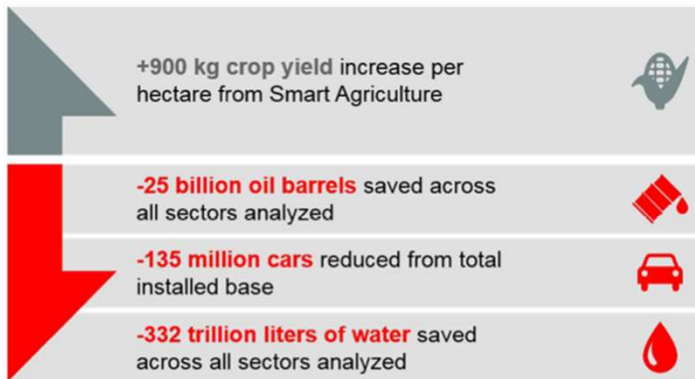 +900 kg crop yield increase per
hectare from Smart Agriculture
-25 billion oil barrels saved across
all sectors analyzed
-135 million cars reduced from total
installed base
-332 trillion liters of water saved
across all sectors analyzed